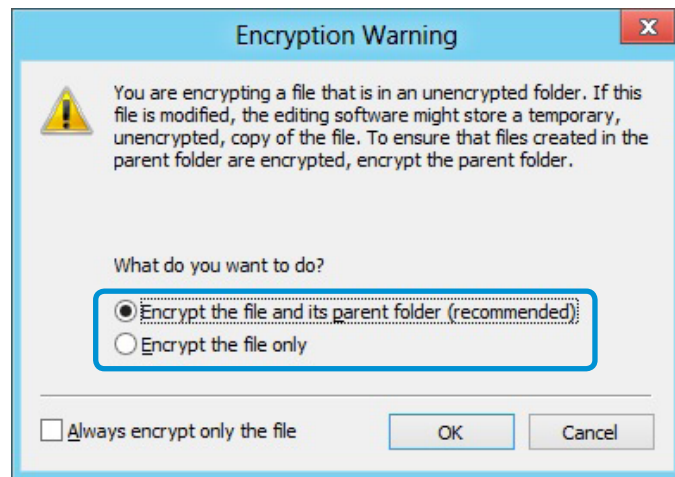 Encryption Warning
x
You are encrypting a file that is in an unencrypted folder. If this
file is modified, the editing software might store a temporary,
unencrypted, copy of the file. To ensure that files created in the
parent folder are encrypted, encrypt the parent folder.
What do you want to do?
Encrypt the file and its parent folder (recommended)
Encrypt the file only
Always encrypt only the file
OK
Cancel